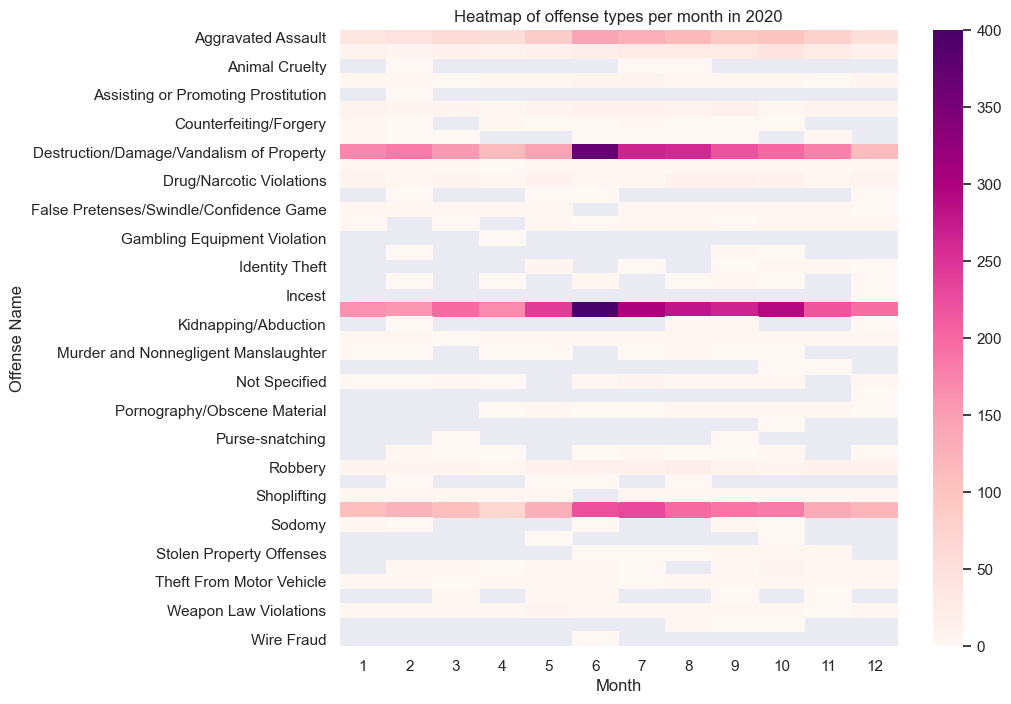 Heatmap of offense types per month in 2020
Offense Name
Aggravated Assault
Animal Cruelty
Assisting or Promoting Prostitution
Counterfeiting/Forgery
Destruction/Damage/Vandalism of Property
Drug/Narcotic Violations
False Pretenses/Swindle/Confidence Game
Gambling Equipment Violation
Identity Theft
Incest
Kidnapping/Abduction
Murder and Nonnegligent Manslaughter
Not Specified
Pornography/Obscene Material
Purse-snatching
Robbery
Shoplifting
Sodomy
Stolen Property Offenses
Theft From Motor Vehicle
Weapon Law Violations
Wire Fraud
1 2 3 4 5 6 7 8 9 10 11 12
Month
400
350
300
250
200
150
100
50
0